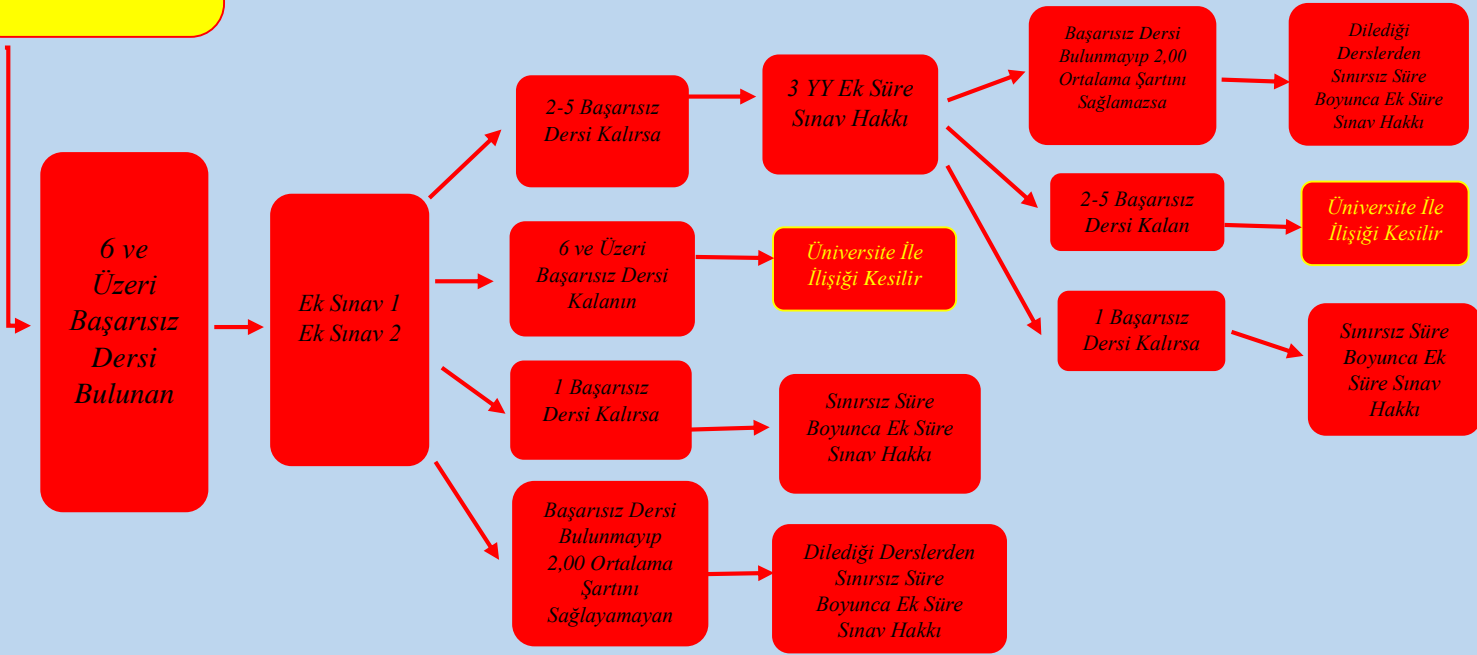 6 ve
Üzeri
Başarısız
Dersi
Bulunan
Ek Sınav 1
Ek Sınav 2
2-5 Başarısız
Dersi Kalırsa
3 YY Ek Süre
Sınav Hakkı
Başarısız Dersi
Bulunmayıp 2,00
Ortalama Şartını
Sağlamazsa
Dilediği
Derslerden
Sınırsız Süre
Boyunca Ek Süre
Sınav Hakkı
2-5 Başarısız
Dersi Kalan
Üniversite İle
İlişiği Kesilir
1 Başarısız
Dersi Kalırsa
Sınırsız Süre
Boyunca Ek
Süre Sınav
Hakkı
6 ve Üzeri
Başarısız Dersi
Kalanın
Üniversite İle
İlişiği Kesilir
1 Başarısız
Dersi Kalırsa
Sınırsız Süre
Boyunca Ek Süre
Sınav Hakkı
Başarısız Dersi
Bulunmayıp
2,00 Ortalama
Şartını
Sağlayamayan
Dilediği Derslerden
Sınırsız Süre
Boyunca Ek Süre
Sınav Hakkı